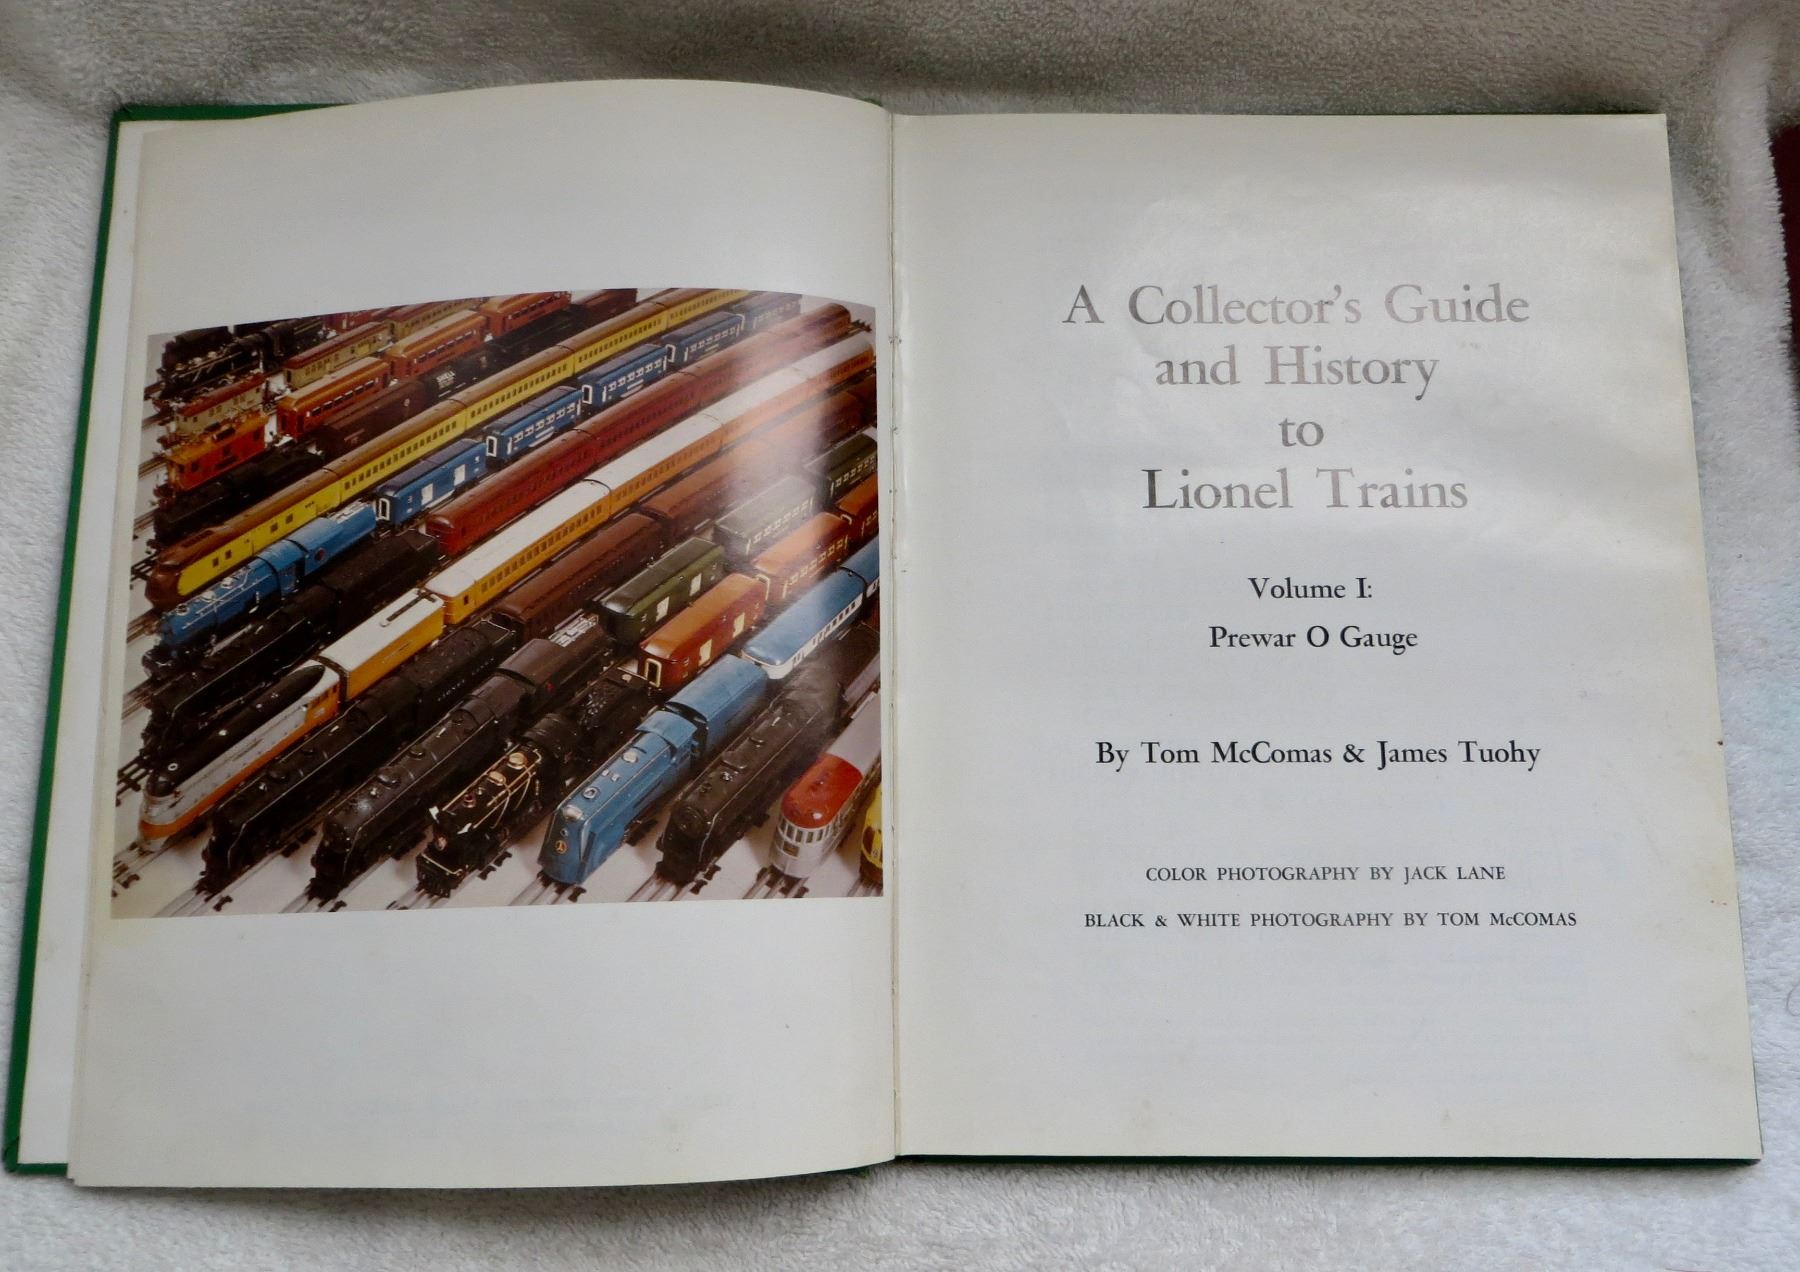 A Collector's Guide
and History
to
Lionel Trains
Volume I:
Prewar O Gauge
By Tom McComas & James Tuohy
COLOR PHOTOGRAPHY BY JACK LANE
BLACK & WHITE PHOTOGRAPHY BY TOM McCOMAS